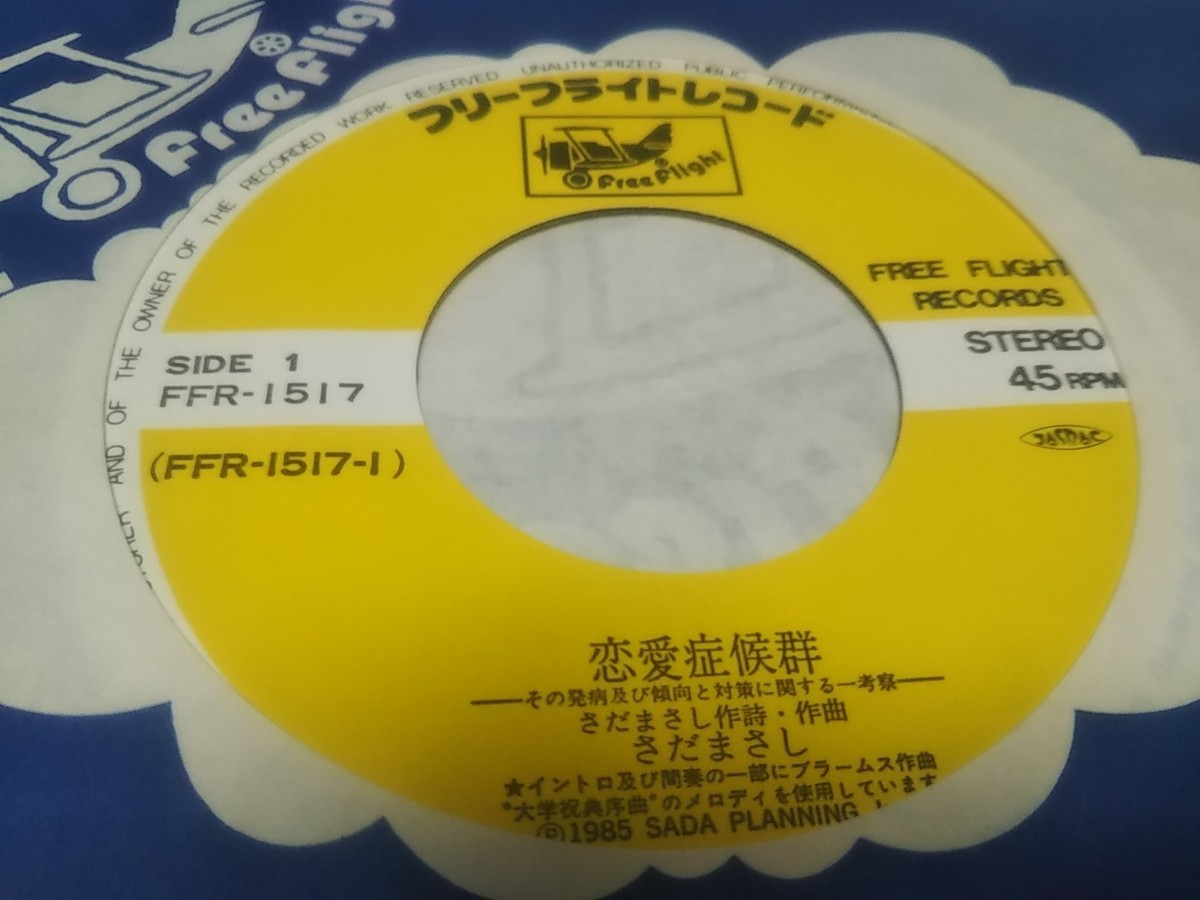 Free Flight
OF THE RECORDED WORK RESERVED UNAUTHORIZED PUBLIC
AND OF THE OWNER
フリーフライトレコード
Free Flight
FREE FLIGHT
RECORDS
SIDE 1
FFR-1517
STEREO
45 RPM
(FFR-1517-1)
JASRAC
恋愛症候群
──その発病及び傾向と対策に関する一考察──
さだまさし作詩・作曲
さだまさし
★イントロ及び間奏の一部にブラームス作曲
"大学祝典序曲"のメロディを使用しています
Ⓟ1985 SADA PLANNING